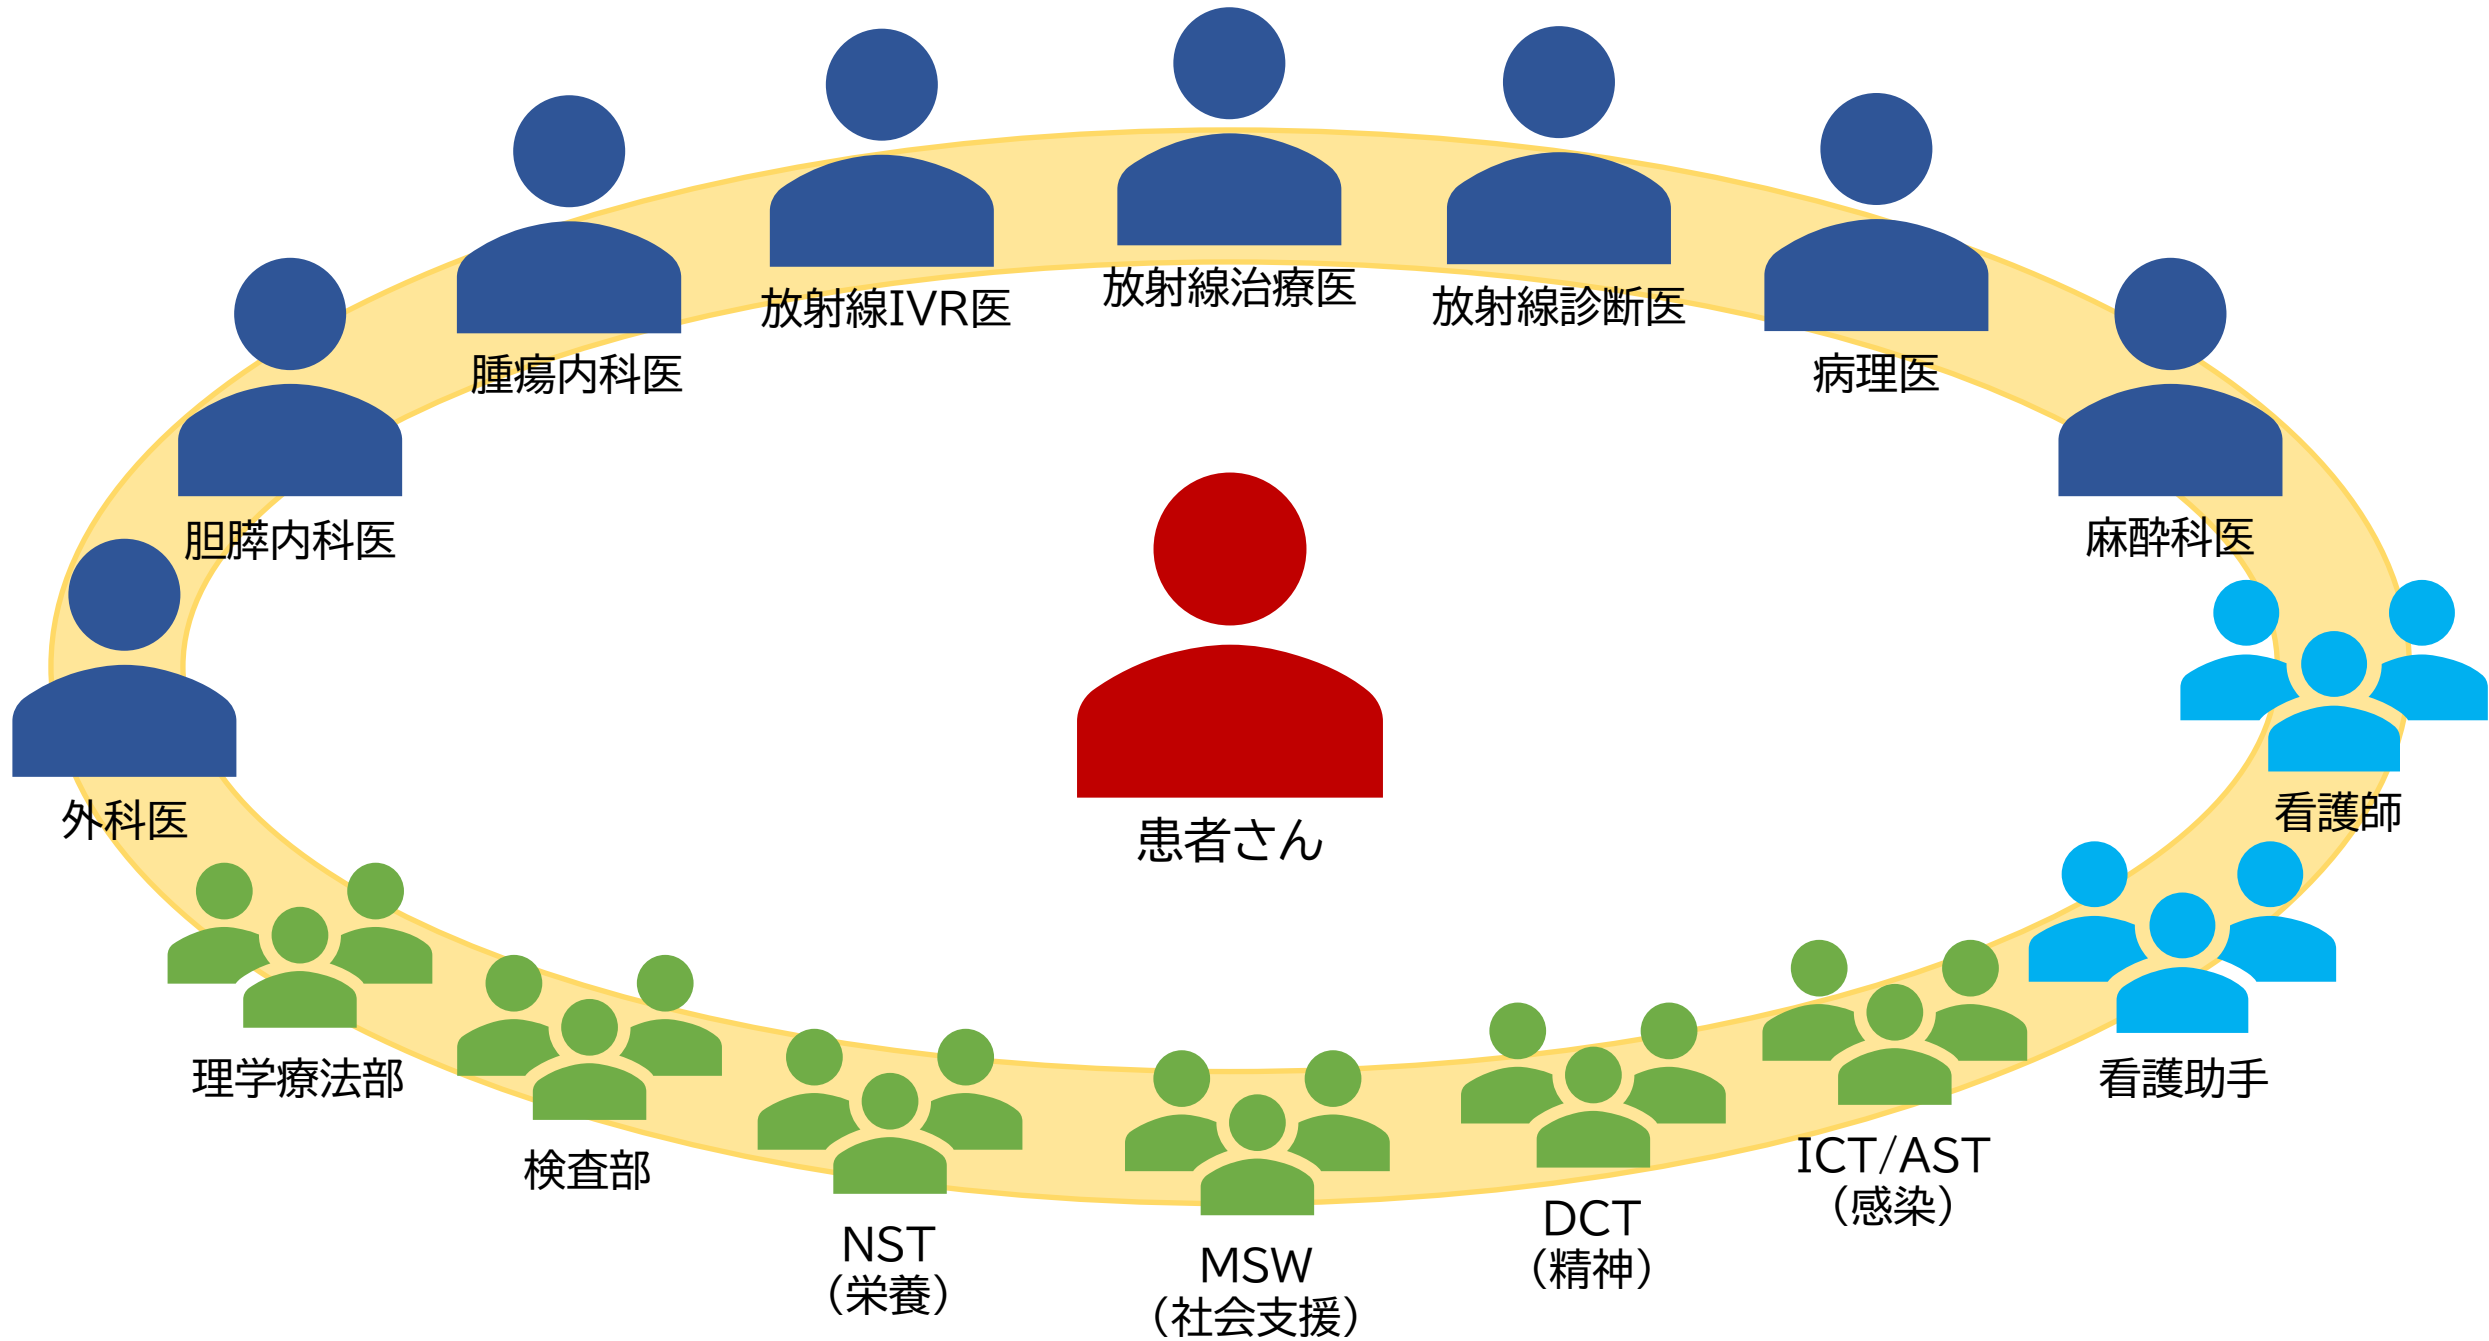 放射線治療医
放射線IVR医
放射線診断医
腫瘍内科医
病理医
胆膵内科医
麻酔科医
外科医
患者さん
看護師
理学療法部
検査部
NST
（栄養）
MSW
（社会支援）
DCT
（精神）
ICT/AST
（感染）
看護助手